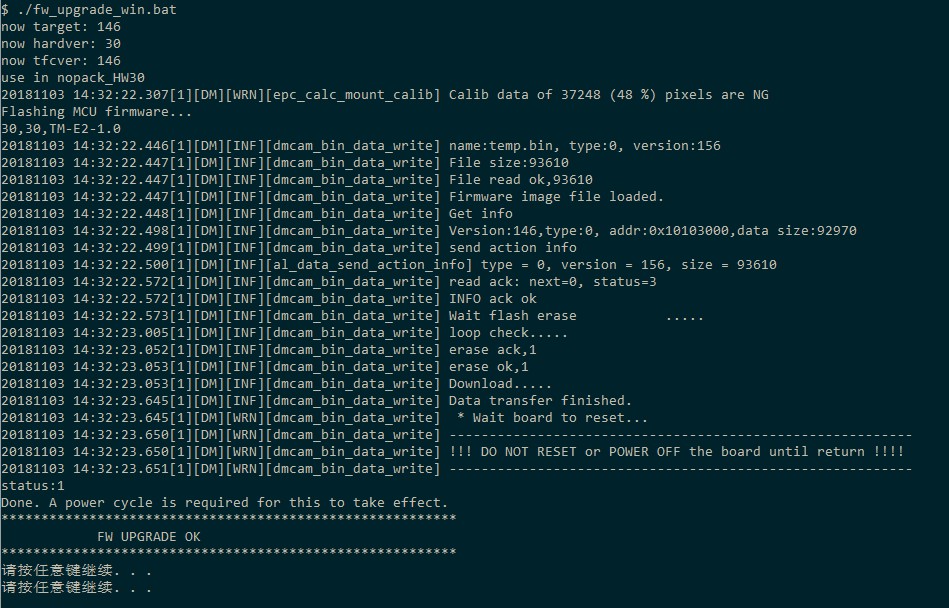 $ ./fw_upgrade_win.bat
now target: 146
now hardver: 30
now tfcver: 146
use in nopack_HW30
20181103 14:32:22.307[1][DM][WRN][epc_calc_mount_calib] Calib data of 37248 (48 %) pixels are NG
Flashing MCU firmware...
30,30,TM-E2-1.0
20181103 14:32:22.446[1][DM][INF][dmcam_bin_data_write] name:temp.bin, type:0, version:156
20181103 14:32:22.447[1][DM][INF][dmcam_bin_data_write] File size:93610
20181103 14:32:22.447[1][DM][INF][dmcam_bin_data_write] File read ok,93610
20181103 14:32:22.447[1][DM][INF][dmcam_bin_data_write] Firmware image file loaded.
20181103 14:32:22.448[1][DM][INF][dmcam_bin_data_write] Get info
20181103 14:32:22.498[1][DM][INF][dmcam_bin_data_write] Version:146,type:0, addr:0x10103000,data size:92970
20181103 14:32:22.499[1][DM][INF][dmcam_bin_data_write] send action info
20181103 14:32:22.500[1][DM][INF][al_data_send_action_info] type = 0, version = 156, size = 93610
20181103 14:32:22.572[1][DM][INF][dmcam_bin_data_write] read ack: next=0, status=3
20181103 14:32:22.572[1][DM][INF][dmcam_bin_data_write] INFO ack ok
20181103 14:32:22.573[1][DM][INF][dmcam_bin_data_write] Wait flash erase           .....
20181103 14:32:23.005[1][DM][INF][dmcam_bin_data_write] loop check.....
20181103 14:32:23.052[1][DM][INF][dmcam_bin_data_write] erase ack,1
20181103 14:32:23.053[1][DM][INF][dmcam_bin_data_write] erase ok,1
20181103 14:32:23.053[1][DM][INF][dmcam_bin_data_write] Download.....
20181103 14:32:23.645[1][DM][INF][dmcam_bin_data_write] Data transfer finished.
20181103 14:32:23.645[1][DM][WRN][dmcam_bin_data_write]  * Wait board to reset...
20181103 14:32:23.650[1][DM][WRN][dmcam_bin_data_write] ----------------------------------------------------------
20181103 14:32:23.650[1][DM][WRN][dmcam_bin_data_write] !!! DO NOT RESET or POWER OFF the board until return !!!!
20181103 14:32:23.651[1][DM][WRN][dmcam_bin_data_write] ----------------------------------------------------------
status:1
Done. A power cycle is required for this to take effect.
*********************************************************
            FW UPGRADE OK
*********************************************************
请按任意键继续. . .
请按任意键继续. . .